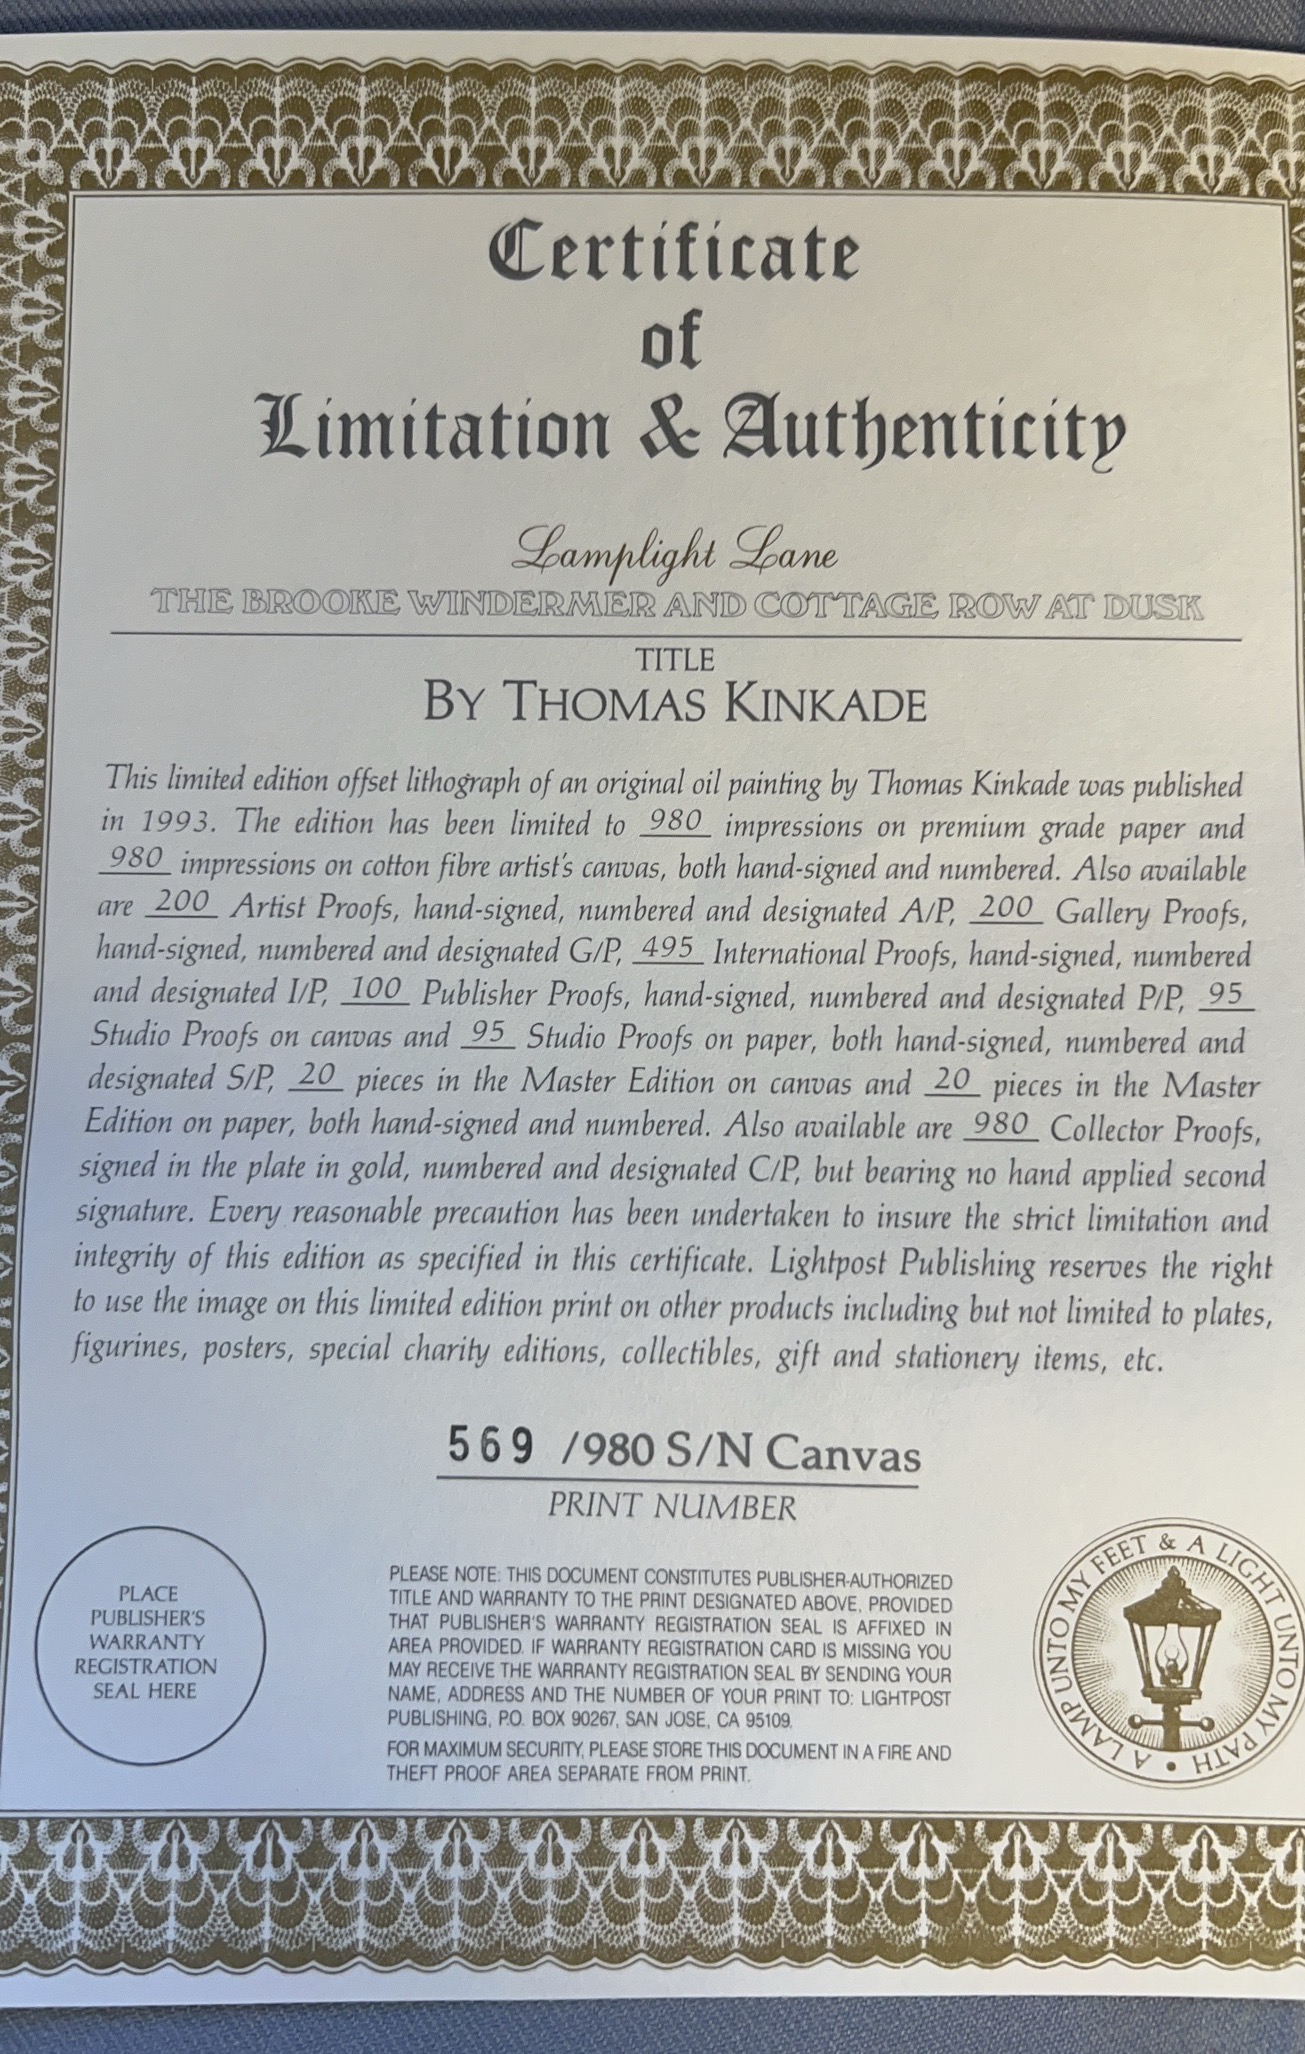 Certificate
of
Limitation & Authenticity
Lamplight Lane
THE BROOKE WINDERMER AND COTTAGE ROW AT DUSK
TITLE
BY THOMAS KINKADE
This limited edition offset lithograph of an original oil painting by Thomas Kinkade was published
in 1993. The edition has been limited to 980 impressions on premium grade paper and
980 impressions on cotton fibre artist's canvas, both hand-signed and numbered. Also available
are 200 Artist Proofs, hand-signed, numbered and designated A/P, 200 Gallery Proofs,
hand-signed, numbered and designated G/P, 495 International Proofs, hand-signed, numbered
and designated I/P, 100 Publisher Proofs, hand-signed, numbered and designated P/P, 95
Studio Proofs on canvas and 95 Studio Proofs on paper, both hand-signed, numbered and
designated S/P, 20 pieces in the Master Edition on canvas and 20 pieces in the Master
Edition on paper, both hand-signed and numbered. Also available are 980 Collector Proofs,
signed in the plate in gold, numbered and designated C/P, but bearing no hand applied second
signature. Every reasonable precaution has been undertaken to insure the strict limitation and
integrity of this edition as specified in this certificate. Lightpost Publishing reserves the right
to use the image on this limited edition print on other products including but not limited to plates,
figurines, posters, special charity editions, collectibles, gift and stationery items, etc.
569 /980 S/N Canvas
PRINT NUMBER
PLACE
PUBLISHER'S
WARRANTY
REGISTRATION
SEAL HERE
PLEASE NOTE: THIS DOCUMENT CONSTITUTES PUBLISHER-AUTHORIZED
TITLE AND WARRANTY TO THE PRINT DESIGNATED ABOVE, PROVIDED
THAT PUBLISHER'S WARRANTY REGISTRATION SEAL IS AFFIXED IN
AREA PROVIDED. IF WARRANTY REGISTRATION CARD IS MISSING YOU
MAY RECEIVE THE WARRANTY REGISTRATION SEAL BY SENDING YOUR
NAME, ADDRESS AND THE NUMBER OF YOUR PRINT TO: LIGHTPOST
PUBLISHING, P.O. BOX 90267, SAN JOSE, CA 95109.
FOR MAXIMUM SECURITY, PLEASE STORE THIS DOCUMENT IN A FIRE AND
THEFT PROOF AREA SEPARATE FROM PRINT.
A LAMP UNTO MY FEET & A LIGHT UNTO MY PATH •